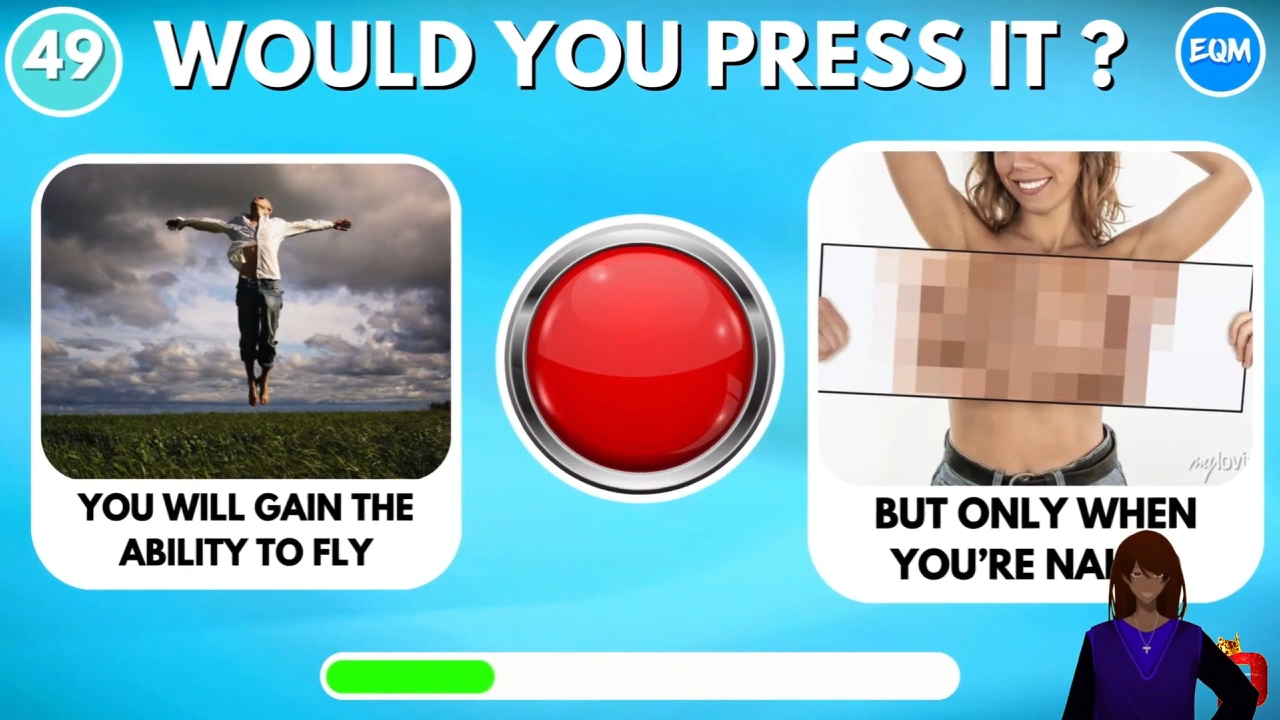 49
WOULD YOU PRESS IT ?
EQM
YOU WILL GAIN THE
ABILITY TO FLY
mylovi
BUT ONLY WHEN
YOU'RE